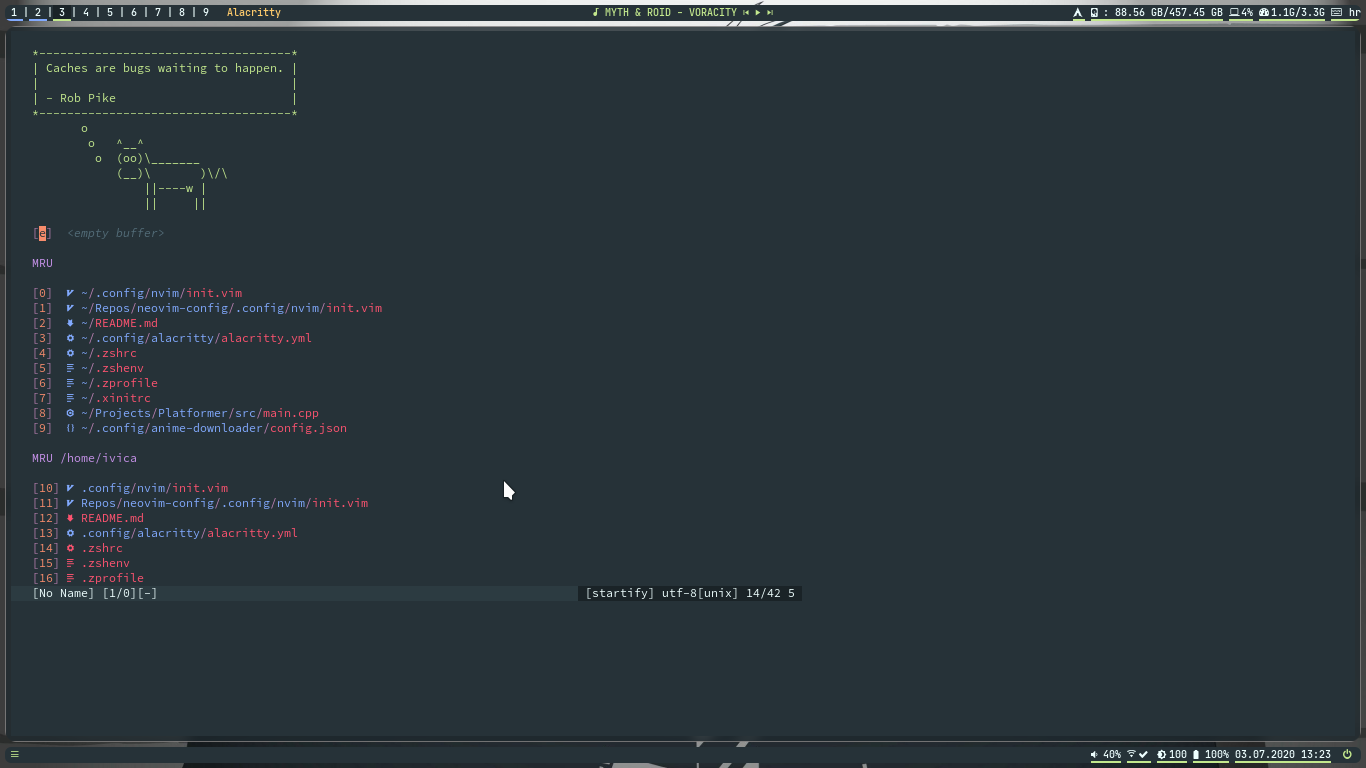 1 | 2 | 3 | 4 | 5 | 6 | 7 | 8 | 9 Alacritty MYTH & ROID - VORACITY : 88.56 GB/457.45 GB 4% 1.1G/3.3G hr
*-----------------------------------*
| Caches are bugs waiting to happen. |
| |
| - Rob Pike |
*-----------------------------------*
o
o ^__^
o (oo)\_______
(__)\ )\/\
||----w |
|| ||
[e] <empty buffer>
MRU
[0] ~/.config/nvim/init.vim
[1] ~/Repos/neovim-config/.config/nvim/init.vim
[2] ~/README.md
[3] ~/.config/alacritty/alacritty.yml
[4] ~/.zshrc
[5] ~/.zshenv
[6] ~/.zprofile
[7] ~/.xinitrc
[8] ~/Projects/Platformer/src/main.cpp
[9] ~/.config/anime-downloader/config.json
MRU /home/ivica
[10] .config/nvim/init.vim
[11] Repos/neovim-config/.config/nvim/init.vim
[12] README.md
[13] .config/alacritty/alacritty.yml
[14] .zshrc
[15] .zshenv
[16] .zprofile
[No Name] [1/0][-] [startify] utf-8[unix] 14/42 5
40% 100 100% 03.07.2020 13:23